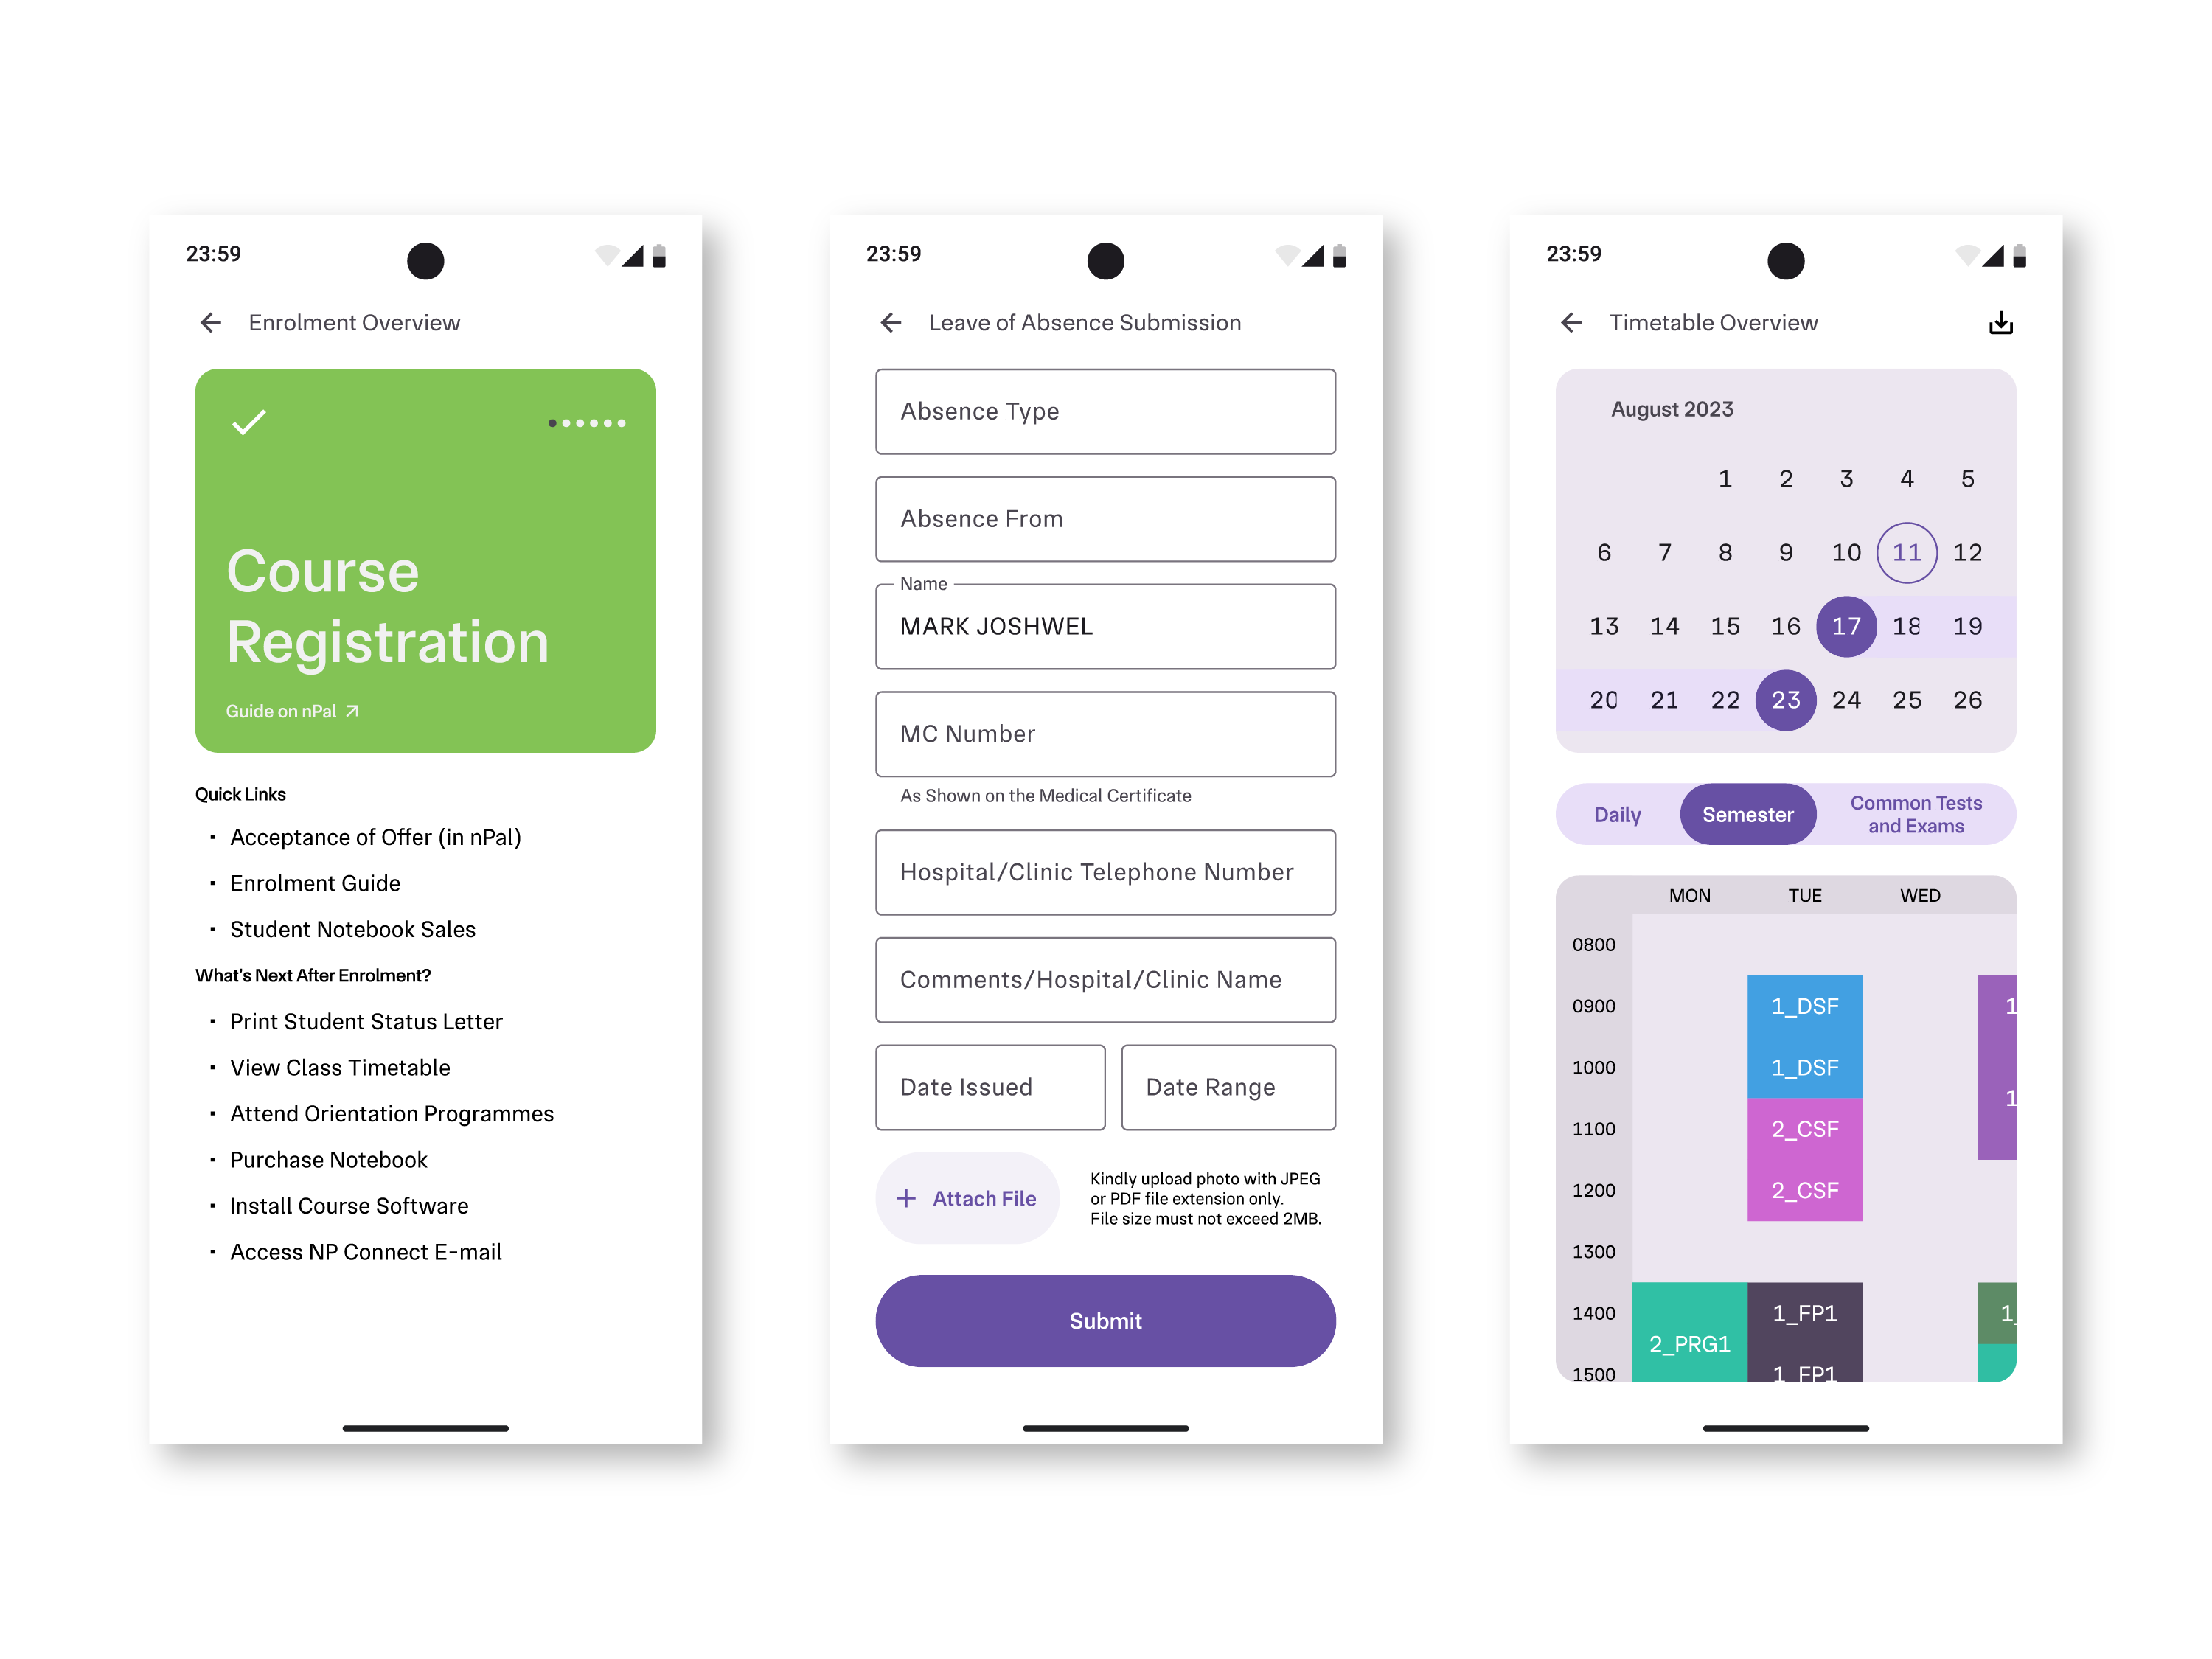 23:59
Enrolment Overview
Course
Registration
Guide on nPal
Quick Links
· Acceptance of Offer (in nPal)
· Enrolment Guide
· Student Notebook Sales
What's Next After Enrolment?
· Print Student Status Letter
· View Class Timetable
· Attend Orientation Programmes
· Purchase Notebook
· Install Course Software
· Access NP Connect E-mail
23:59
Leave of Absence Submission
Absence Type
Absence From
Name
MARK JOSHWEL
MC Number
As Shown on the Medical Certificate
Hospital/Clinic Telephone Number
Comments/Hospital/Clinic Name
Date Issued Date Range
+ Attach File
Kindly upload photo with JPEG
or PDF file extension only.
File size must not exceed 2MB.
Submit
23:59
Timetable Overview
August 2023
1 2 3 4 5
6 7 8 9 10 11 12
13 14 15 16 17 18 19
20 21 22 23 24 25 26
Daily Semester Common Tests
and Exams
MON TUE WED
0800
0900 1_DSF 1
1000 1_DSF
1
1100 2_CSF
1200 2_CSF
1300
1400 1_FP1 1_
2_PRG1
1500 1_FP1